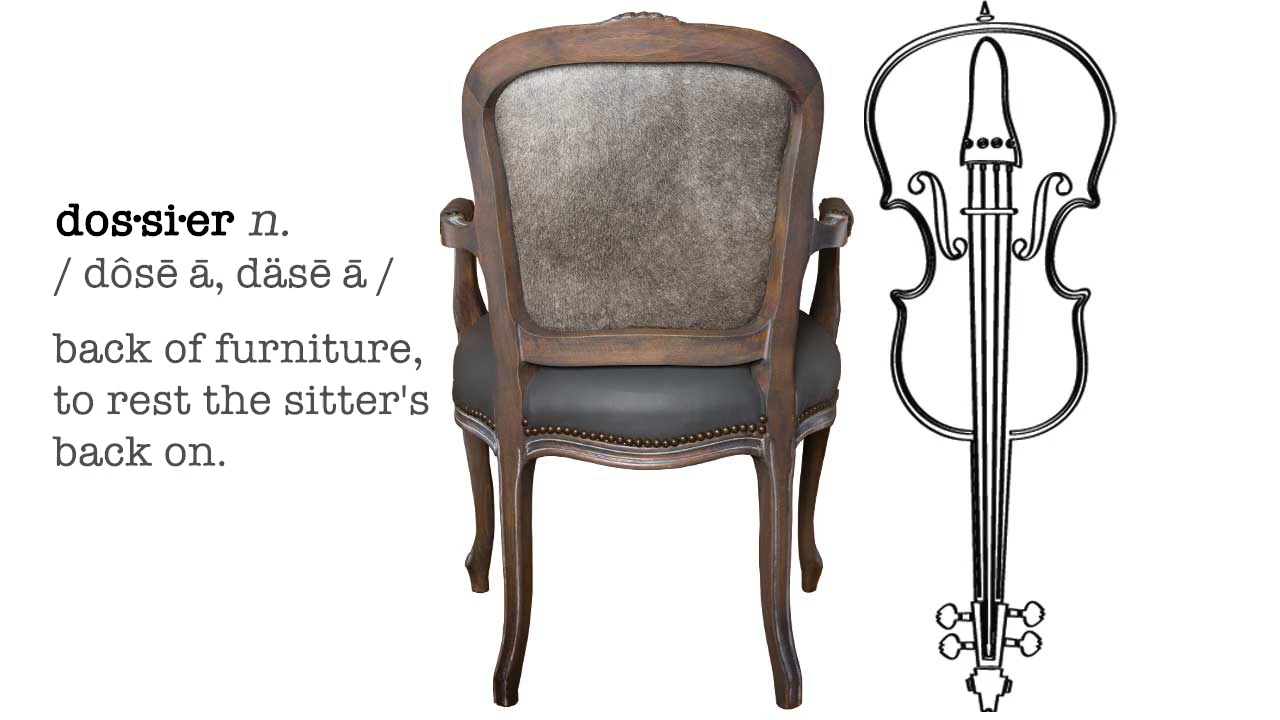 dos·si·er n.
/ dôsē ā, däsē ā /
back of furniture,
to rest the sitter's
back on.